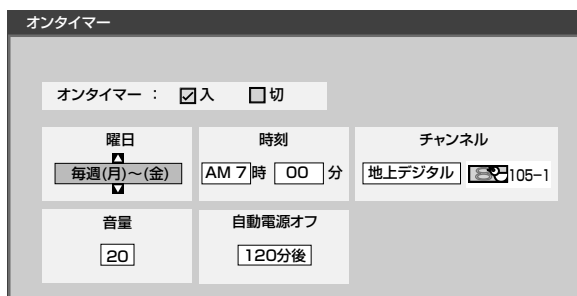 オンタイマー
オンタイマー : 入 切
曜日 時刻 チャンネル
毎週(月)~(金) AM 7 時 00 分 地上デジタル 105-1
音量 自動電源オフ
20 120分後